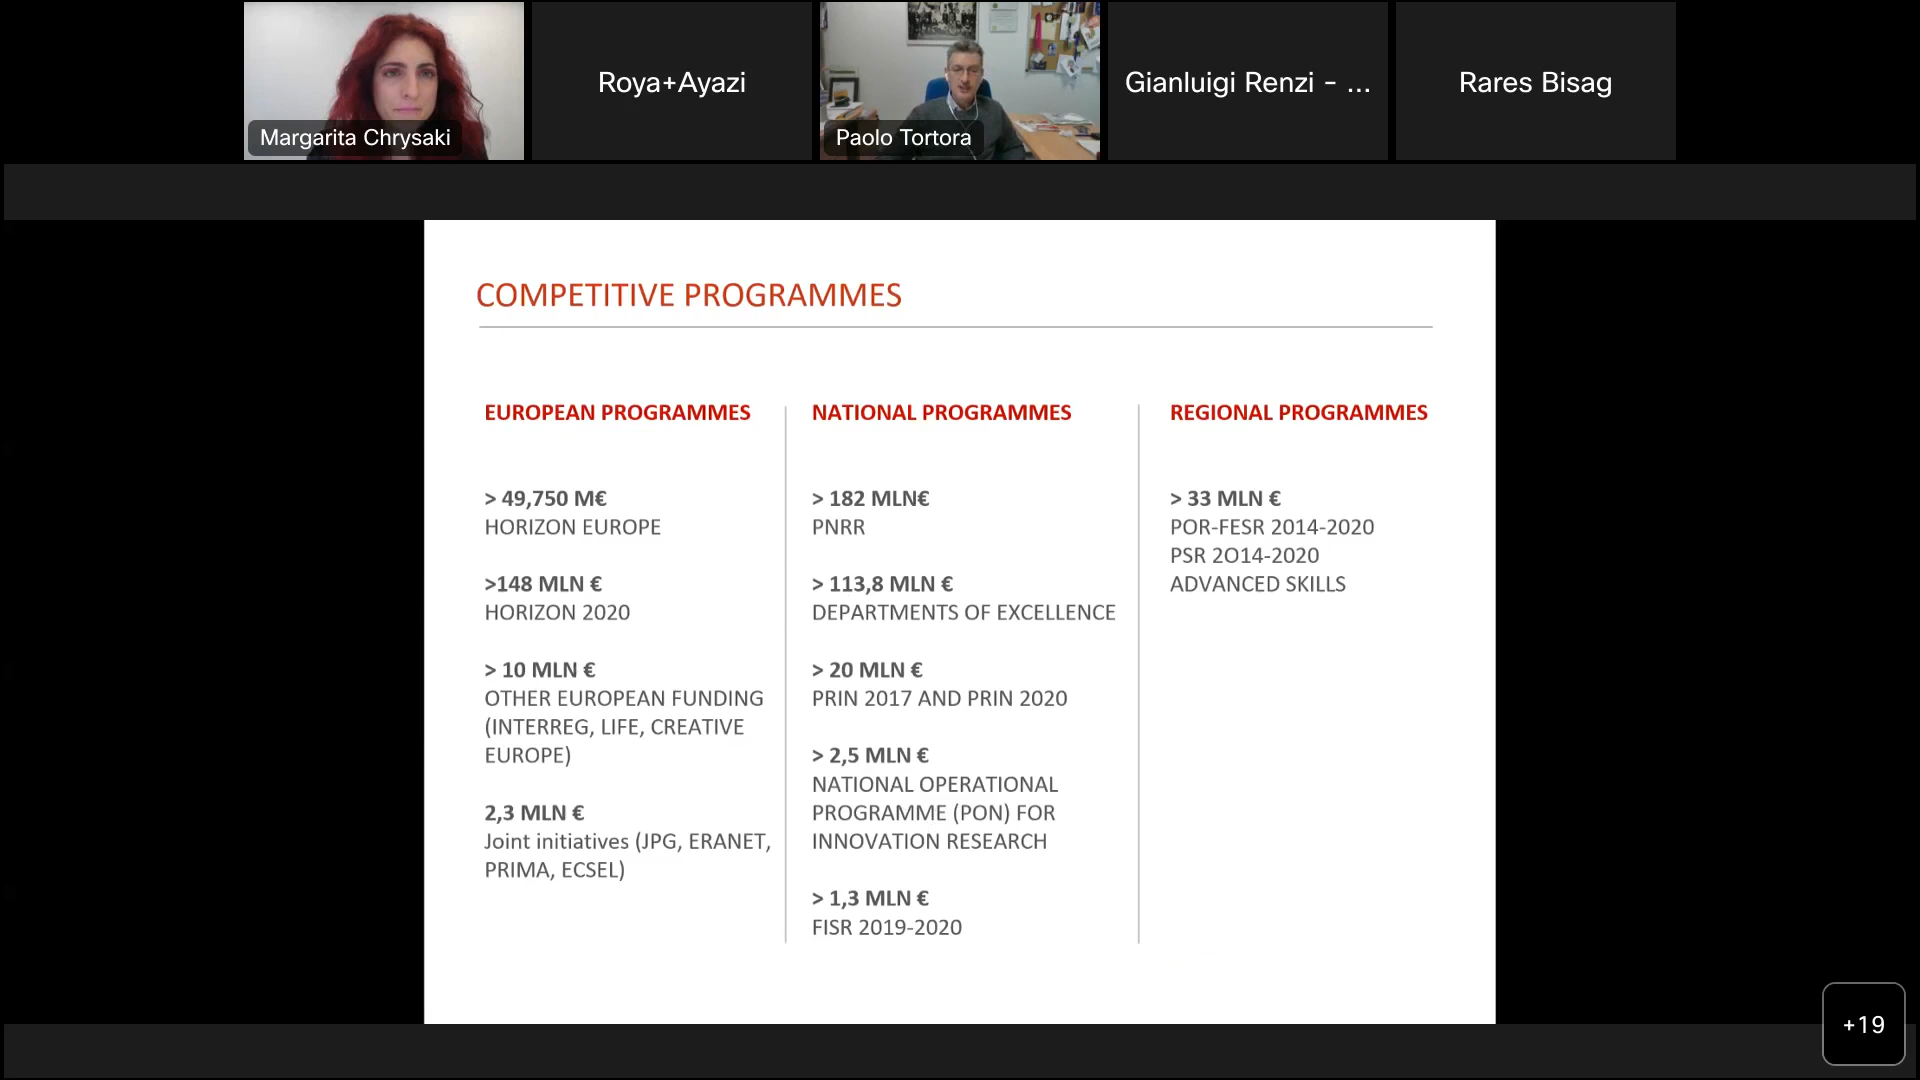 Margarita Chrysaki
Roya+Ayazi
Paolo Tortora
Gianluigi Renzi - ...
Rares Bisag
COMPETITIVE PROGRAMMES
EUROPEAN PROGRAMMES
> 49,750 M€
HORIZON EUROPE
>148 MLN €
HORIZON 2020
> 10 MLN €
OTHER EUROPEAN FUNDING
(INTERREG, LIFE, CREATIVE
EUROPE)
2,3 MLN €
Joint initiatives (JPG, ERANET,
PRIMA, ECSEL)
NATIONAL PROGRAMMES
> 182 MLN€
PNRR
> 113,8 MLN €
DEPARTMENTS OF EXCELLENCE
> 20 MLN €
PRIN 2017 AND PRIN 2020
> 2,5 MLN €
NATIONAL OPERATIONAL
PROGRAMME (PON) FOR
INNOVATION RESEARCH
> 1,3 MLN €
FISR 2019-2020
REGIONAL PROGRAMMES
> 33 MLN €
POR-FESR 2014-2020
PSR 2O14-2020
ADVANCED SKILLS
+19